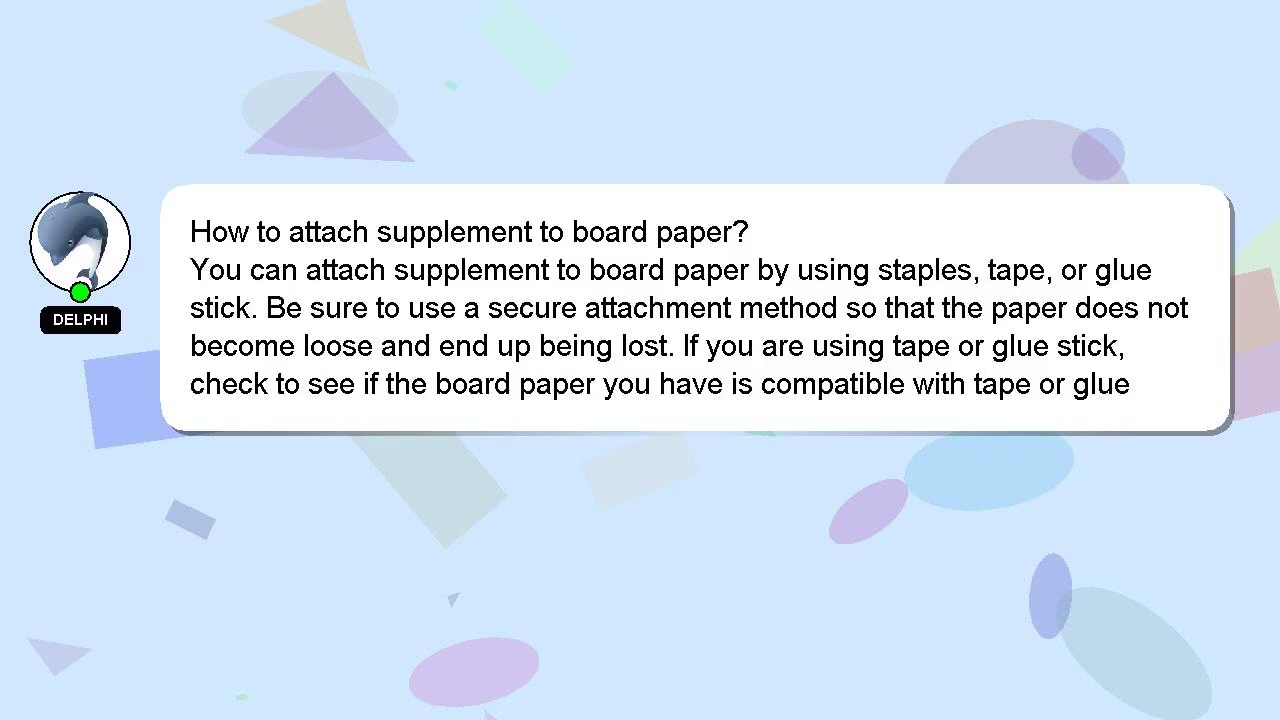 How to attach supplement to board paper?
You can attach supplement to board paper by using staples, tape, or glue
stick. Be sure to use a secure attachment method so that the paper does not
become loose and end up being lost. If you are using tape or glue stick,
check to see if the board paper you have is compatible with tape or glue
DELPHI